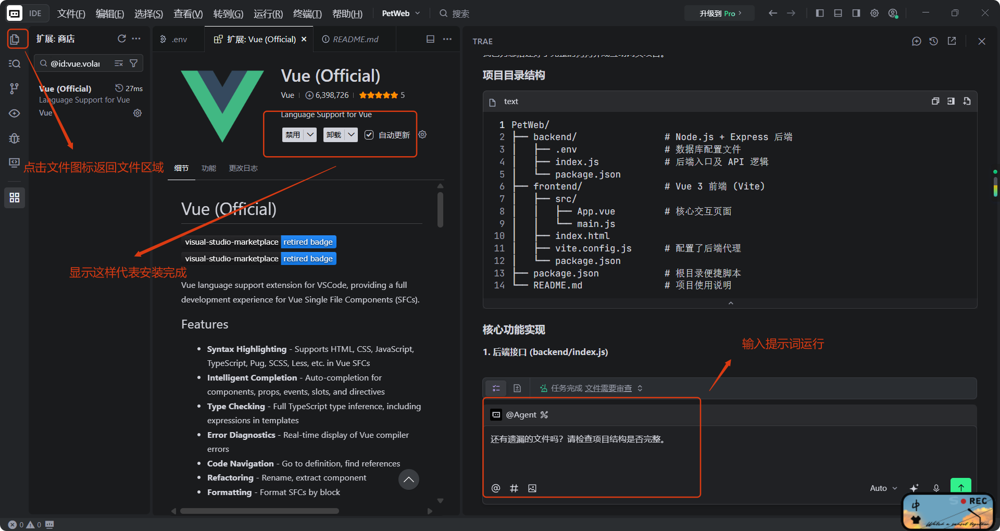 IDE 文件(F) 编辑(E) 选择(S) 查看(V) 转到(G) 运行(R) 终端(T) 帮助(H) PetWeb 搜索 升级到 Pro
扩展: 商店
@id:vue.volar
Vue (Official) 27ms
Language Support for Vue
Vue
点击文件图标返回文件区域
.env 扩展: Vue (Official) README.md
Vue (Official)
Vue 6,398,726 5
Language Support for Vue
禁用 卸载 自动更新
细节 功能 更改日志
Vue (Official)
visual-studio-marketplace retired badge
visual-studio-marketplace retired badge
显示这样代表安装完成
Vue language support extension for VSCode, providing a full
development experience for Vue Single File Components (SFCs).
Features
• Syntax Highlighting - Supports HTML, CSS, JavaScript,
TypeScript, Pug, SCSS, Less, etc. in Vue SFCs
• Intelligent Completion - Auto-completion for
components, props, events, slots, and directives
• Type Checking - Full TypeScript type inference, including
expressions in templates
• Error Diagnostics - Real-time display of Vue compiler
errors
• Code Navigation - Go to definition, find references
• Refactoring - Rename, extract component
• Formatting - Format SFCs by block
TRAE
项目目录结构
text
1 PetWeb/
2 ├── backend/ # Node.js + Express 后端
3 │ ├── .env # 数据库配置文件
4 │ ├── index.js # 后端入口及 API 逻辑
5 │ └── package.json
6 ├── frontend/ # Vue 3 前端 (Vite)
7 │ ├── src/
8 │ │ ├── App.vue # 核心交互页面
9 │ │ └── main.js
10 │ ├── index.html
11 │ ├── vite.config.js # 配置了后端代理
12 │ └── package.json
13 ├── package.json # 根目录便捷脚本
14 └── README.md # 项目使用说明
核心功能实现
1. 后端接口 (backend/index.js)
输入提示词运行
任务完成 文件需要审查
@Agent
还有遗漏的文件吗？请检查项目结构是否完整。
@ # Auto
中 REC
Watch a sunset together
0 0